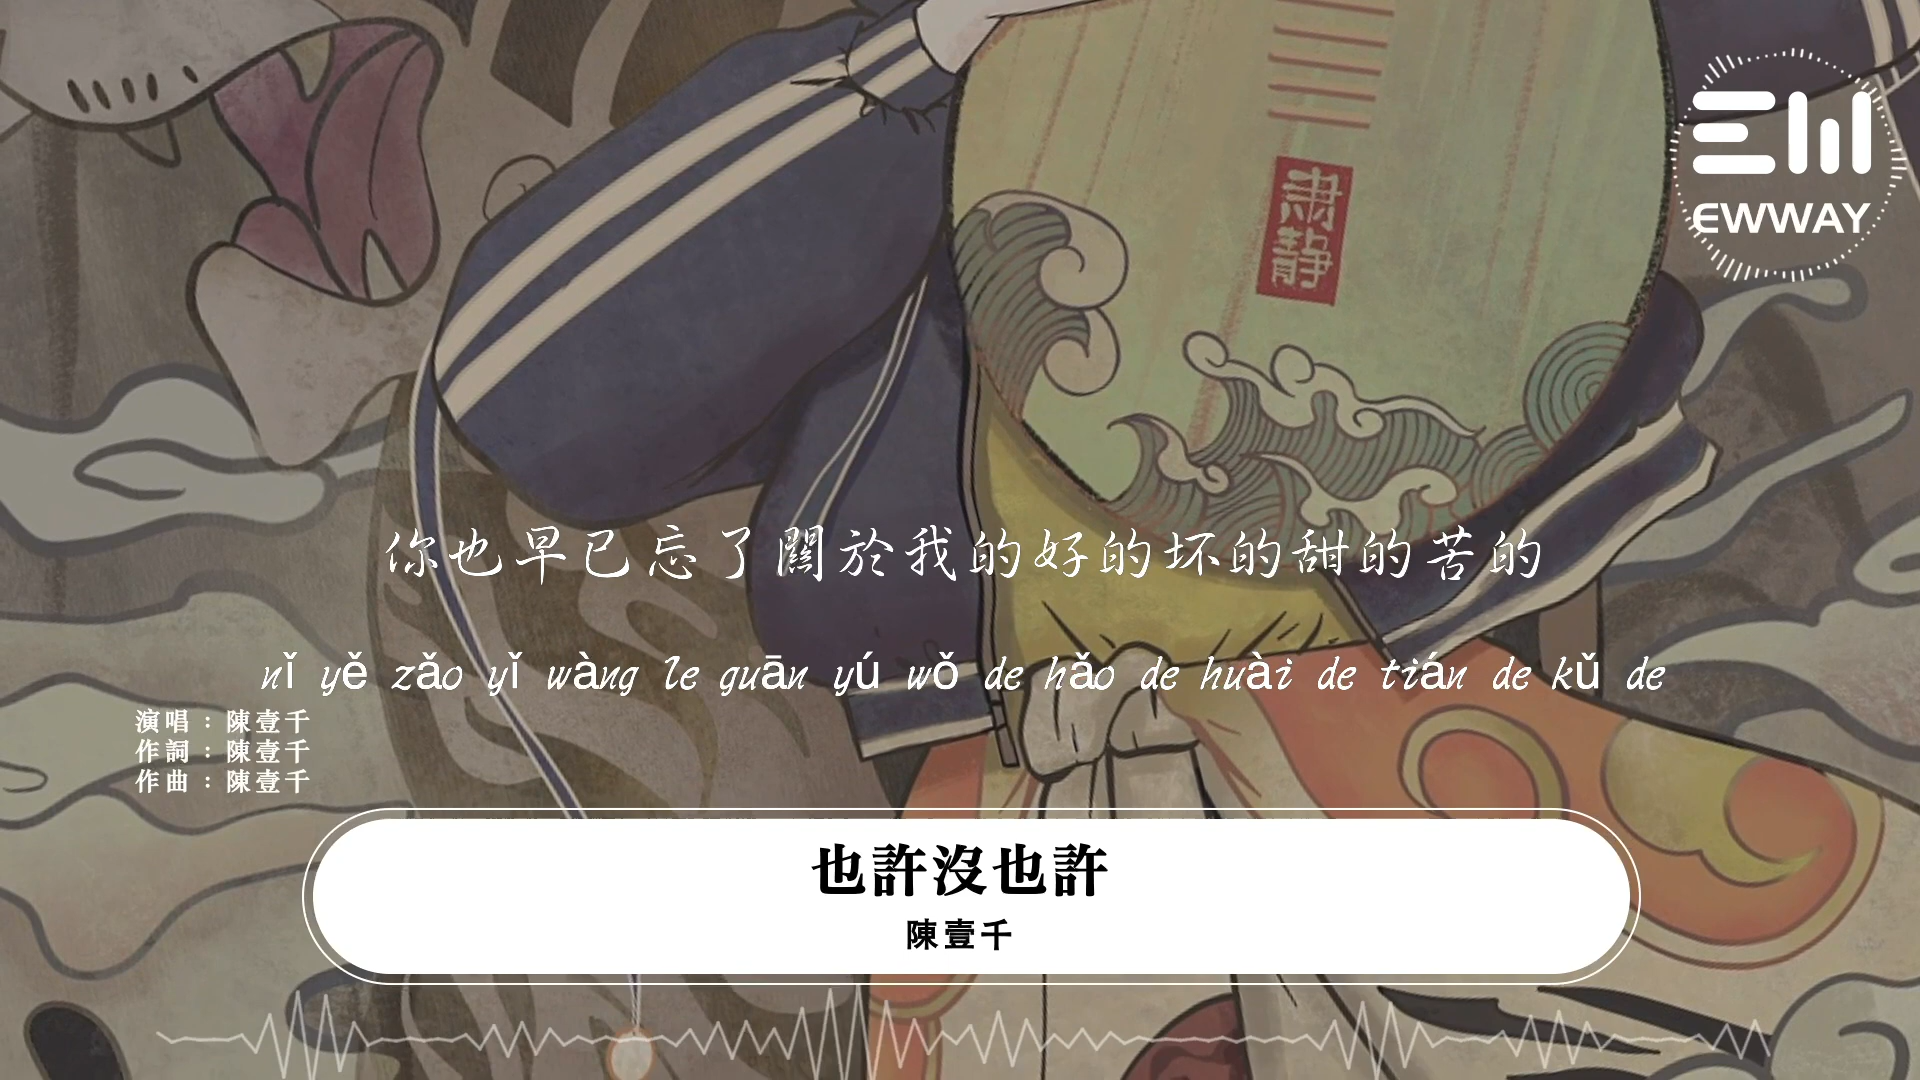 EW
EWWAY
肅靜
你也早已忘了關於我的好的坏的甜的苦的
nǐ yě zǎo yǐ wàng le guān yú wǒ de hǎo de huài de tián de kǔ de
演唱：陳壹千
作詞：陳壹千
作曲：陳壹千
也許沒也許
陳壹千